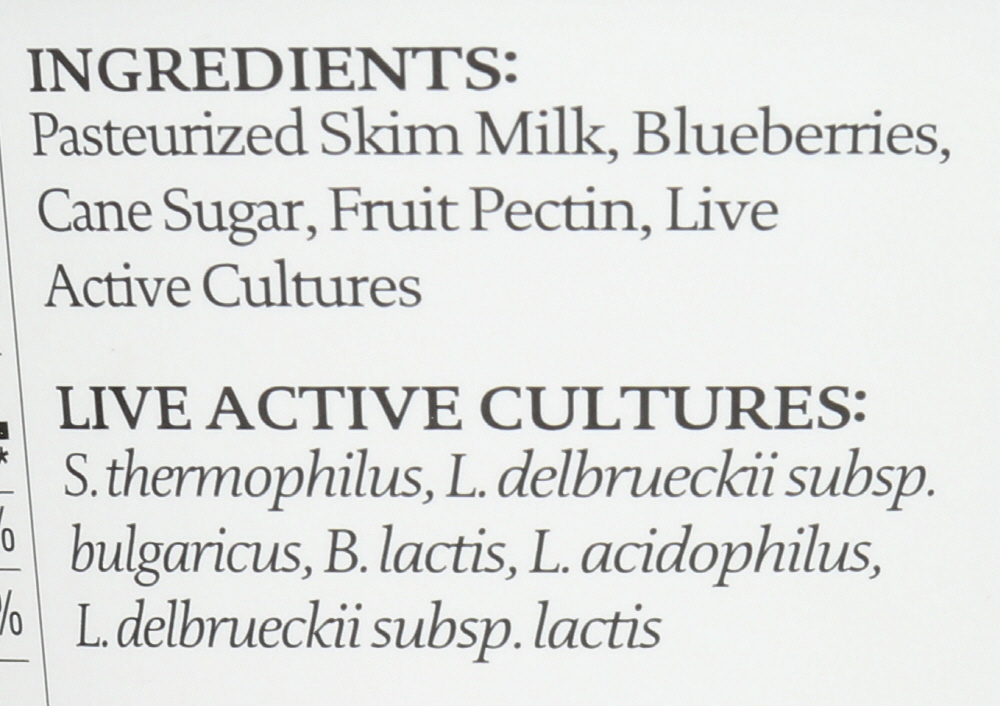 INGREDIENTS:
Pasteurized Skim Milk, Blueberries,
Cane Sugar, Fruit Pectin, Live
Active Cultures
LIVE ACTIVE CULTURES:
S. thermophilus, L. delbrueckii subsp.
bulgaricus, B. lactis, L. acidophilus,
L. delbrueckii subsp. lactis
*
%
%